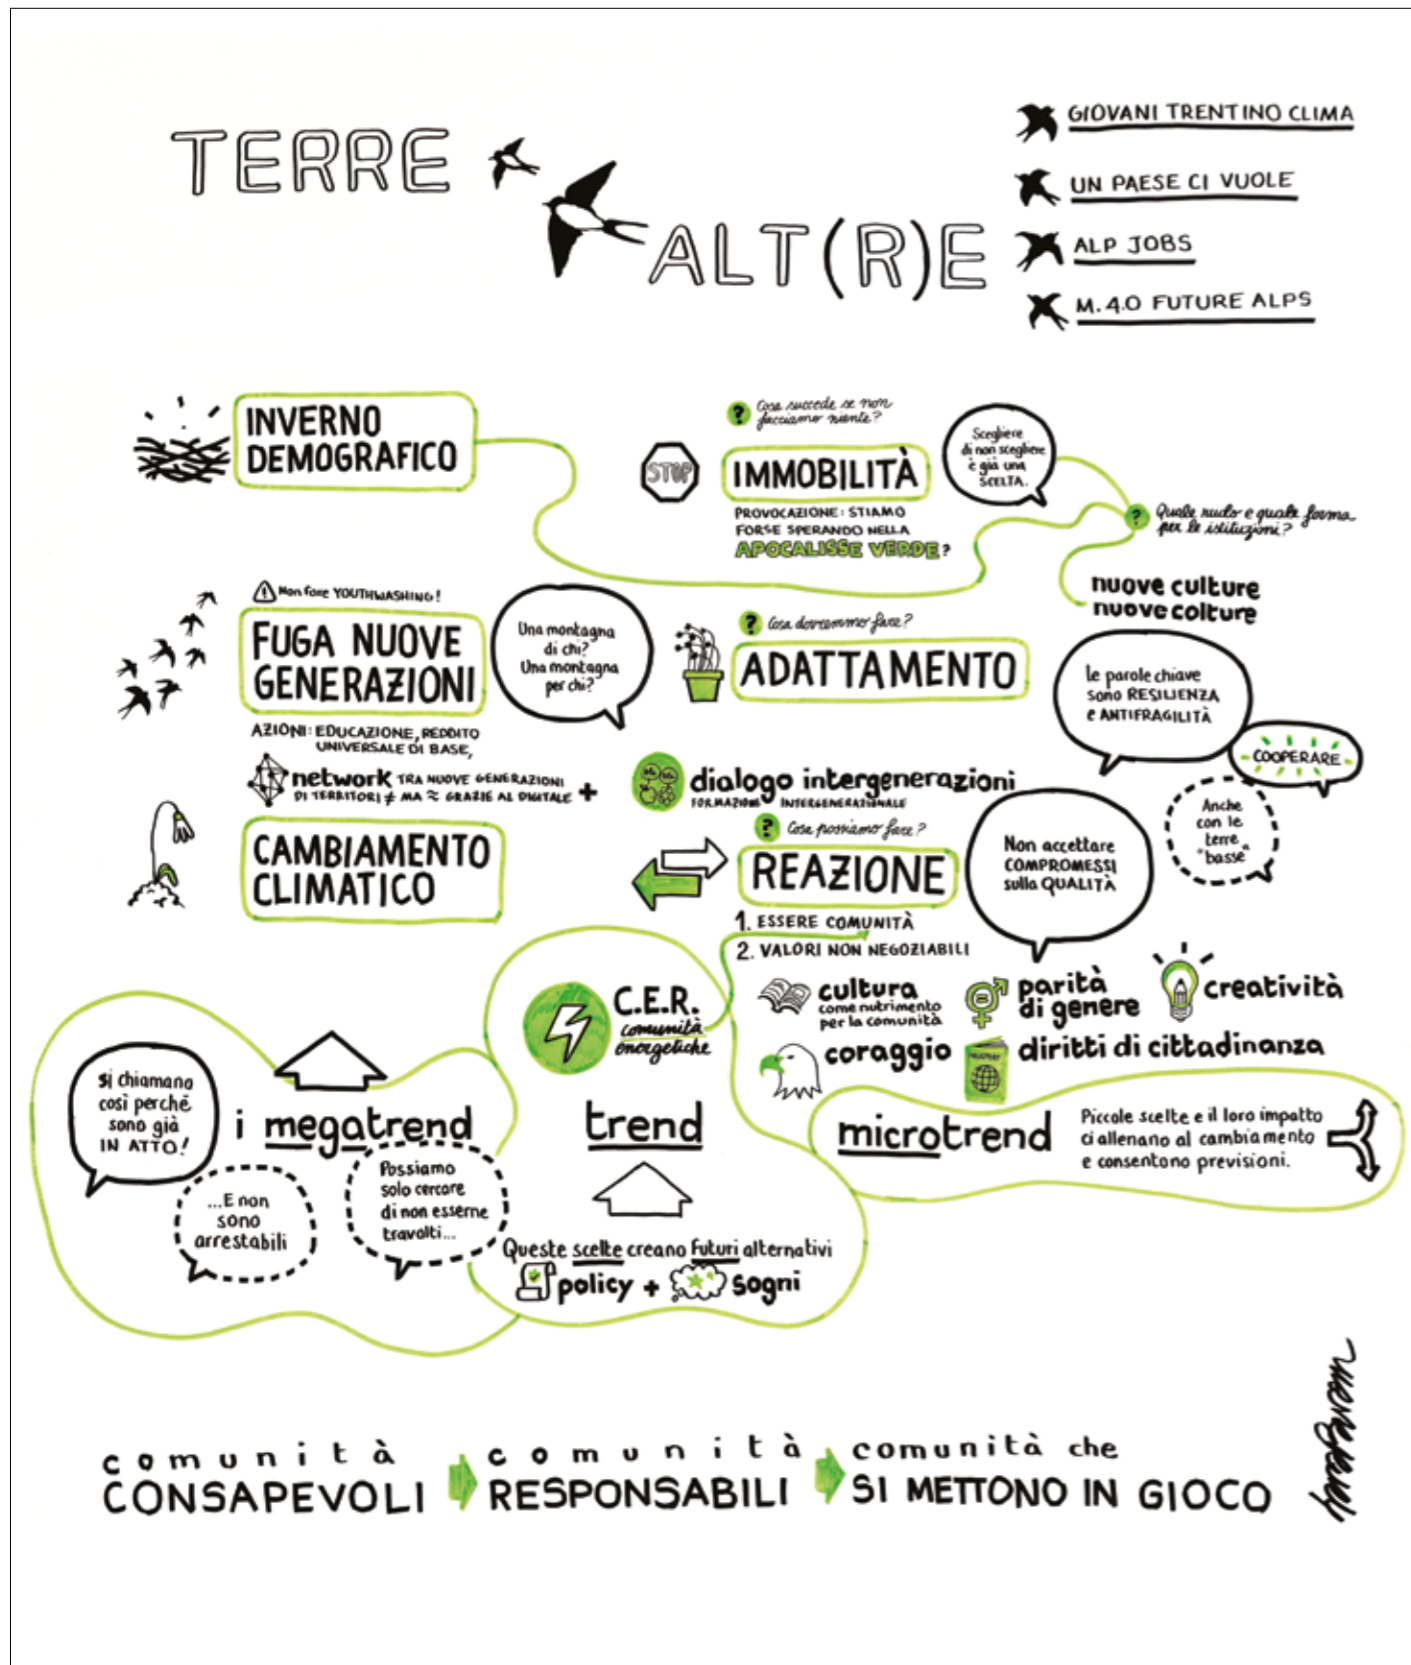 TERRE
ALT(R)E
GIOVANI TRENTINO CLIMA
UN PAESE CI VUOLE
ALP JOBS
M.4.0 FUTURE ALPS
INVERNO
DEMOGRAFICO
? Cosa succede se non
facciamo niente?
STOP
IMMOBILITÀ
PROVOCAZIONE: STIAMO
FORSE SPERANDO NELLA
APOCALISSE VERDE?
Scegliere
di non scegliere
è già una
SCELTA.
? Quale ruolo e quale forma
per le istituzioni?
nuove culture
nuove colture
! Non fare YOUTHWASHING!
FUGA NUOVE
GENERAZIONI
AZIONI: EDUCAZIONE, REDDITO
UNIVERSALE DI BASE,
network TRA NUOVE GENERAZIONI
DI TERRITORI ≠ MA ≈ GRAZIE AL DIGITALE +
Una montagna
di chi?
Una montagna
per chi?
? Cosa dovremmo fare?
ADATTAMENTO
le parole chiave
sono RESILIENZA
e ANTIFRAGILITÀ
COOPERARE
Anche
con le
terre
"basse"
dialogo intergenerazioni
FORMAZIONE INTERGENERAZIONALE
CAMBIAMENTO
CLIMATICO
? Cosa possiamo fare?
REAZIONE
1. ESSERE COMUNITÀ
2. VALORI NON NEGOZIABILI
Non accettare
COMPROMESSI
sulla QUALITÀ
cultura
come nutrimento
per la comunità
parità
di genere
creatività
coraggio
diritti di cittadinanza
C.E.R.
comunità
energetiche
Si chiamano
così perché
sono già
IN ATTO!
i megatrend
...E non
sono
arrestabili
Possiamo
solo cercare
di non esserne
travolti...
trend
Queste scelte creano futuri alternativi
policy + sogni
microtrend
Piccole scelte e il loro impatto
ci allenano al cambiamento
e consentono previsioni.
comunità
CONSAPEVOLI
comunità
RESPONSABILI
comunità che
SI METTONO IN GIOCO